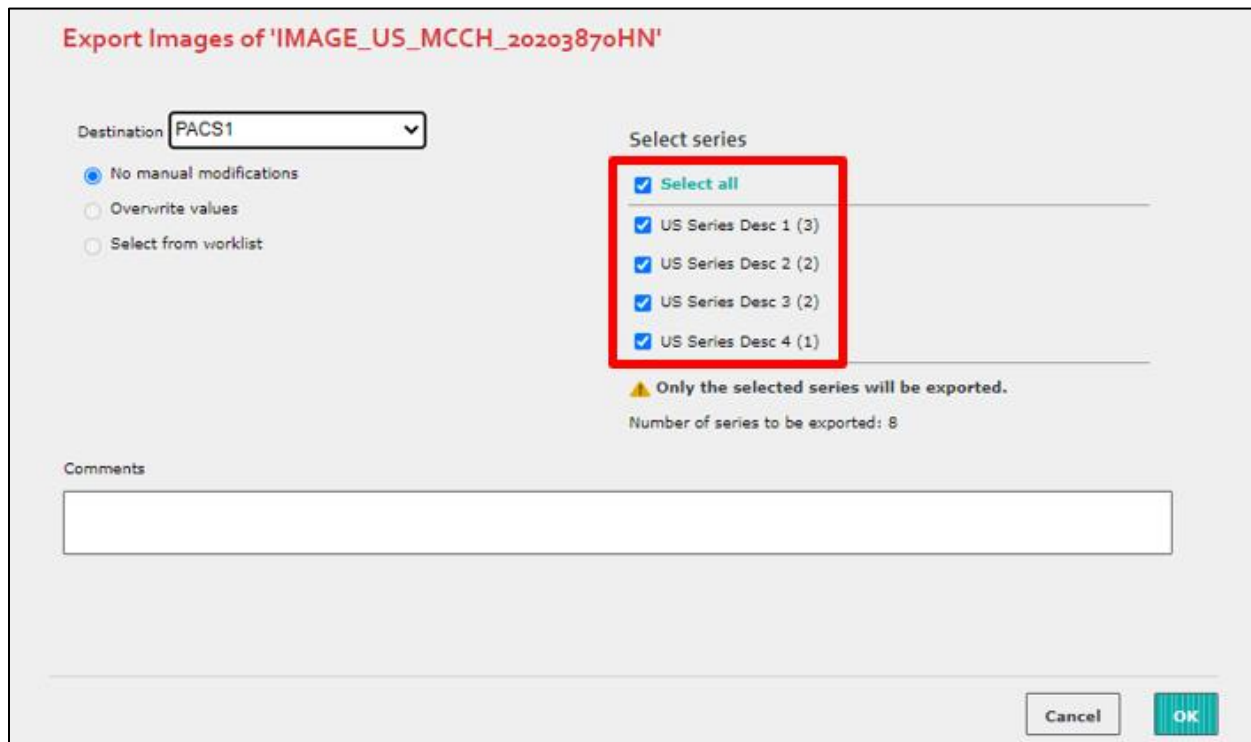 Export Images of 'IMAGE_US_MCCH_20203870HN'
Destination PACS1
No manual modifications
Overwrite values
Select from worklist
Select series
Select all
US Series Desc 1 (3)
US Series Desc 2 (2)
US Series Desc 3 (2)
US Series Desc 4 (1)
Only the selected series will be exported.
Number of series to be exported: 8
Comments
Cancel
OK